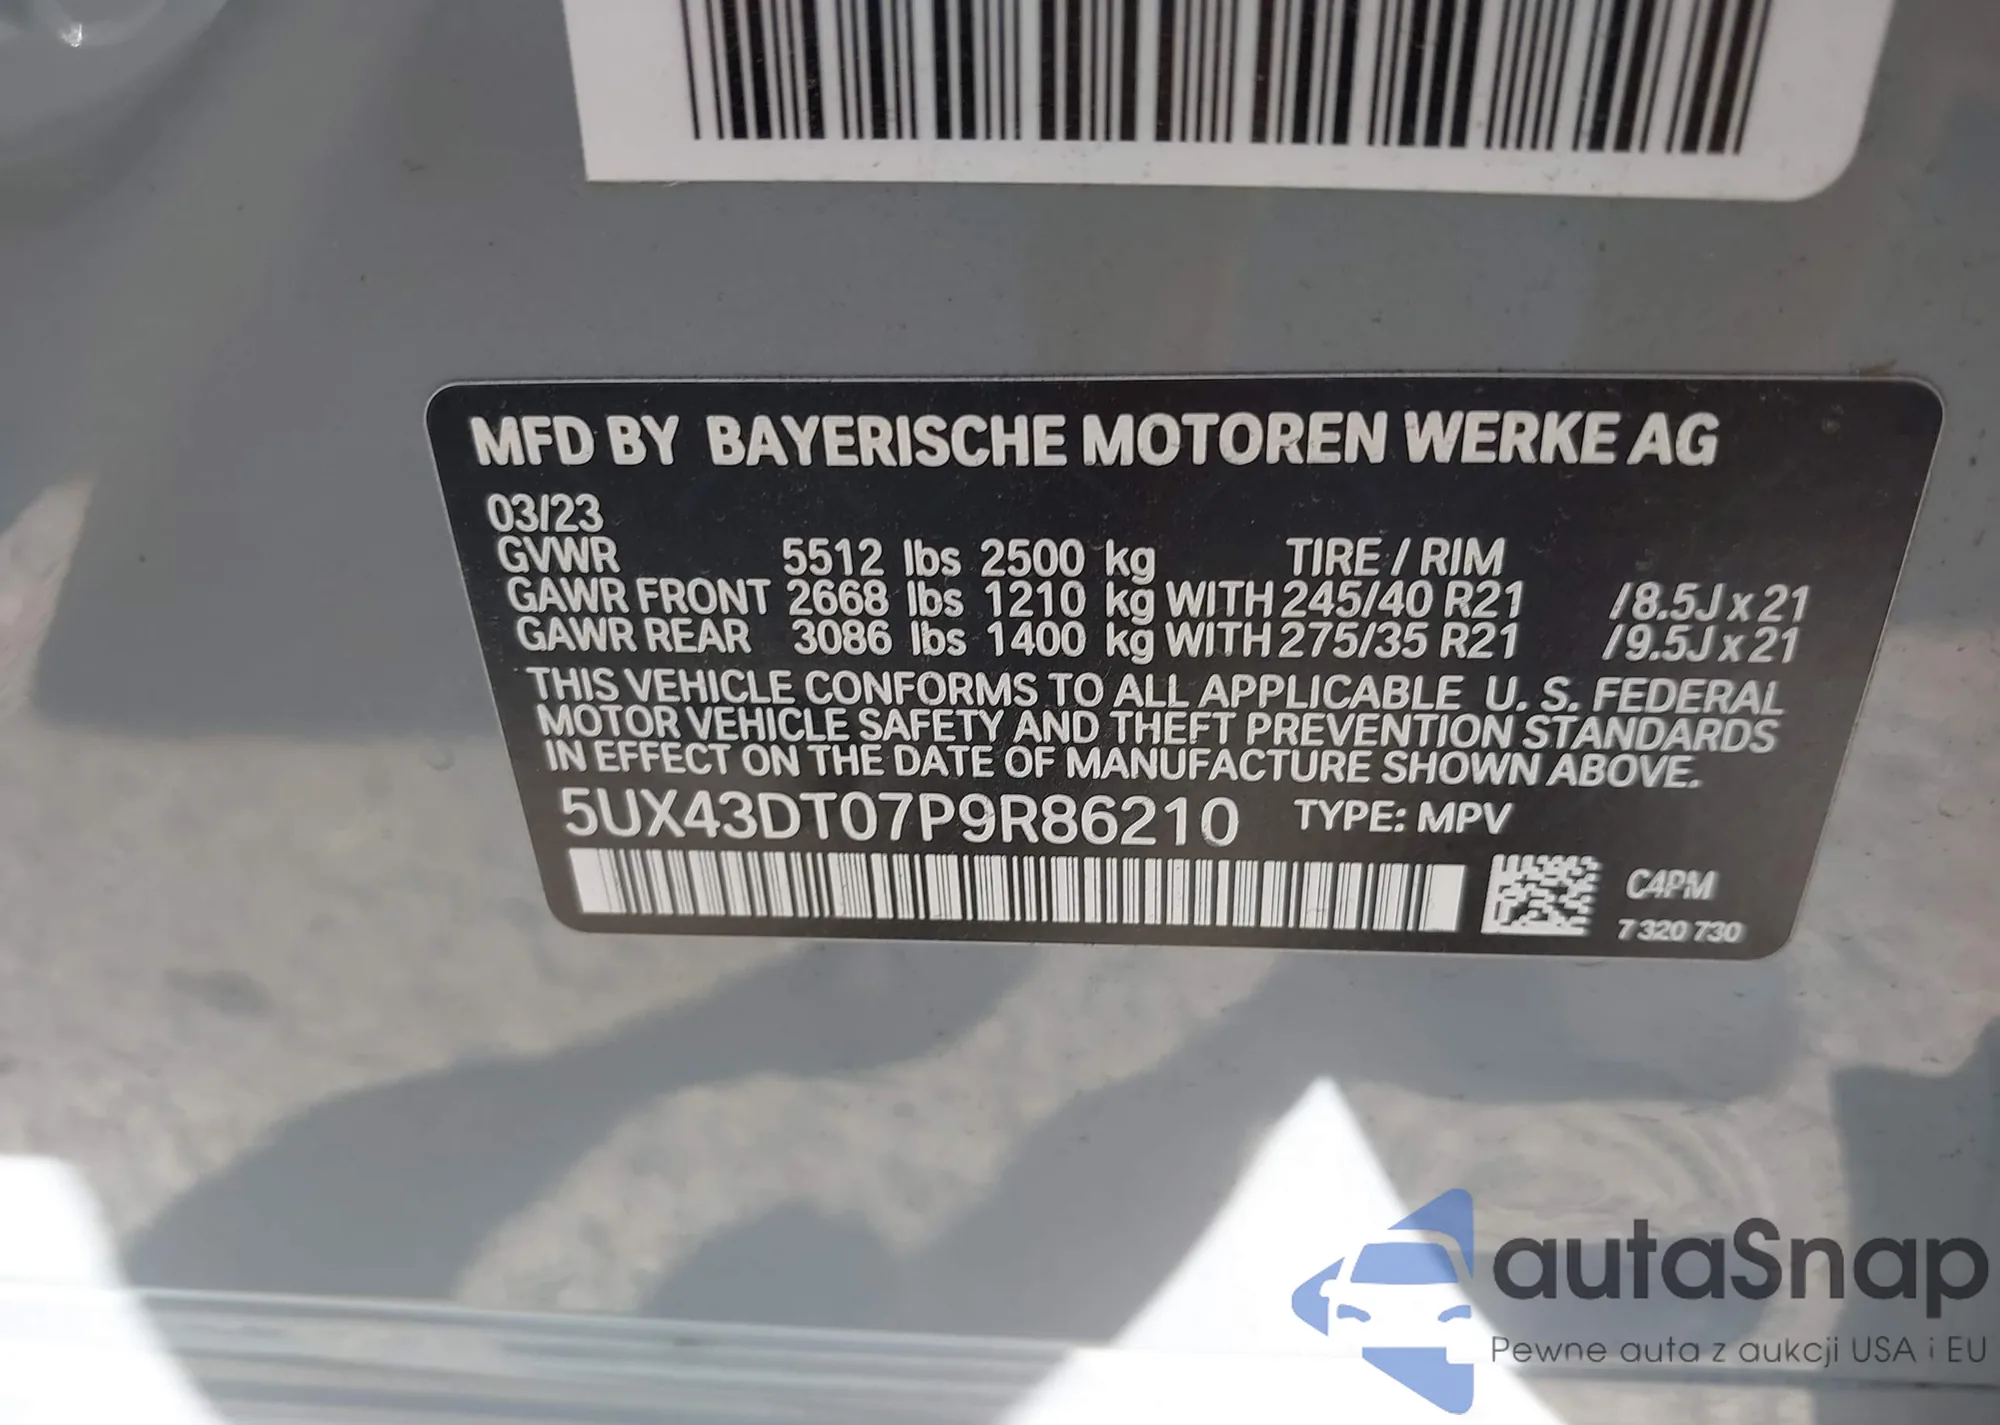 MFD BY BAYERISCHE MOTOREN WERKE AG
03/23
GVWR 5512 lbs 2500 kg TIRE / RIM
GAWR FRONT 2668 lbs 1210 kg WITH 245/40 R21 /8.5J x 21
GAWR REAR 3086 lbs 1400 kg WITH 275/35 R21 /9.5J x 21
THIS VEHICLE CONFORMS TO ALL APPLICABLE U. S. FEDERAL
MOTOR VEHICLE SAFETY AND THEFT PREVENTION STANDARDS
IN EFFECT ON THE DATE OF MANUFACTURE SHOWN ABOVE.
5UX43DT07P9R86210 TYPE: MPV
C4PM
7 320 730
autaSnap
Pewne auta z aukcji USA i EU